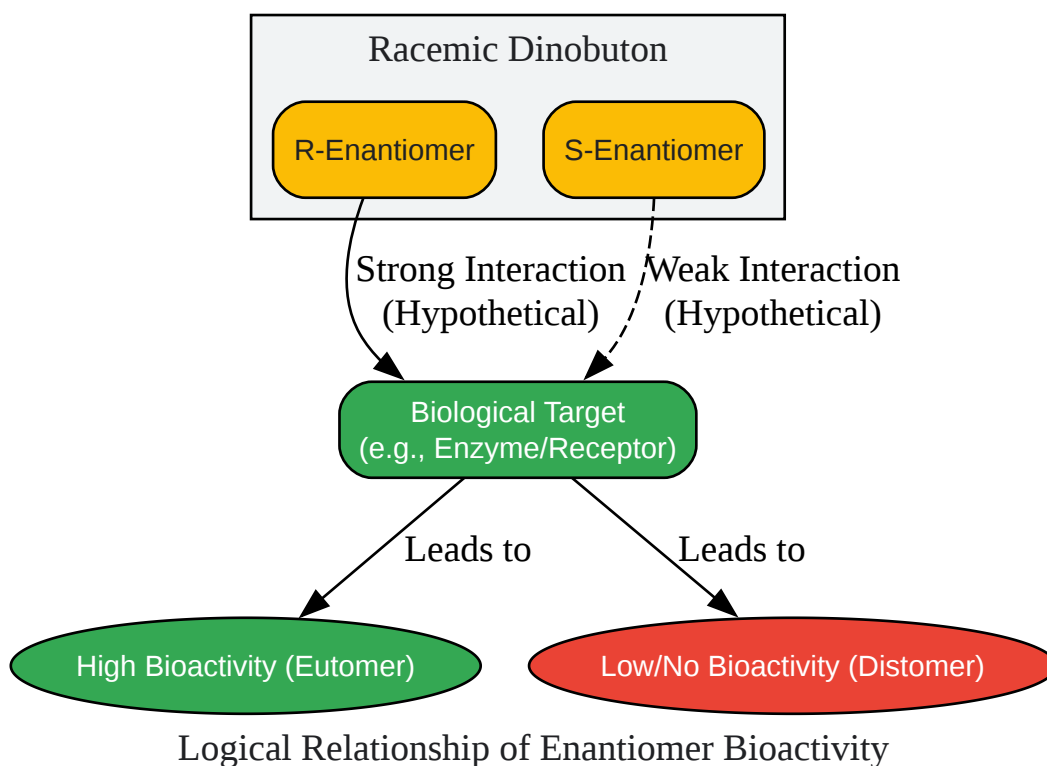 Racemic Dinobuton
R-Enantiomer
S-Enantiomer
Strong Interaction
(Hypothetical)
Weak Interaction
(Hypothetical)
Biological Target
(e.g., Enzyme/Receptor)
Leads to
Leads to
High Bioactivity (Eutomer)
Low/No Bioactivity (Distomer)
Logical Relationship of Enantiomer Bioactivity